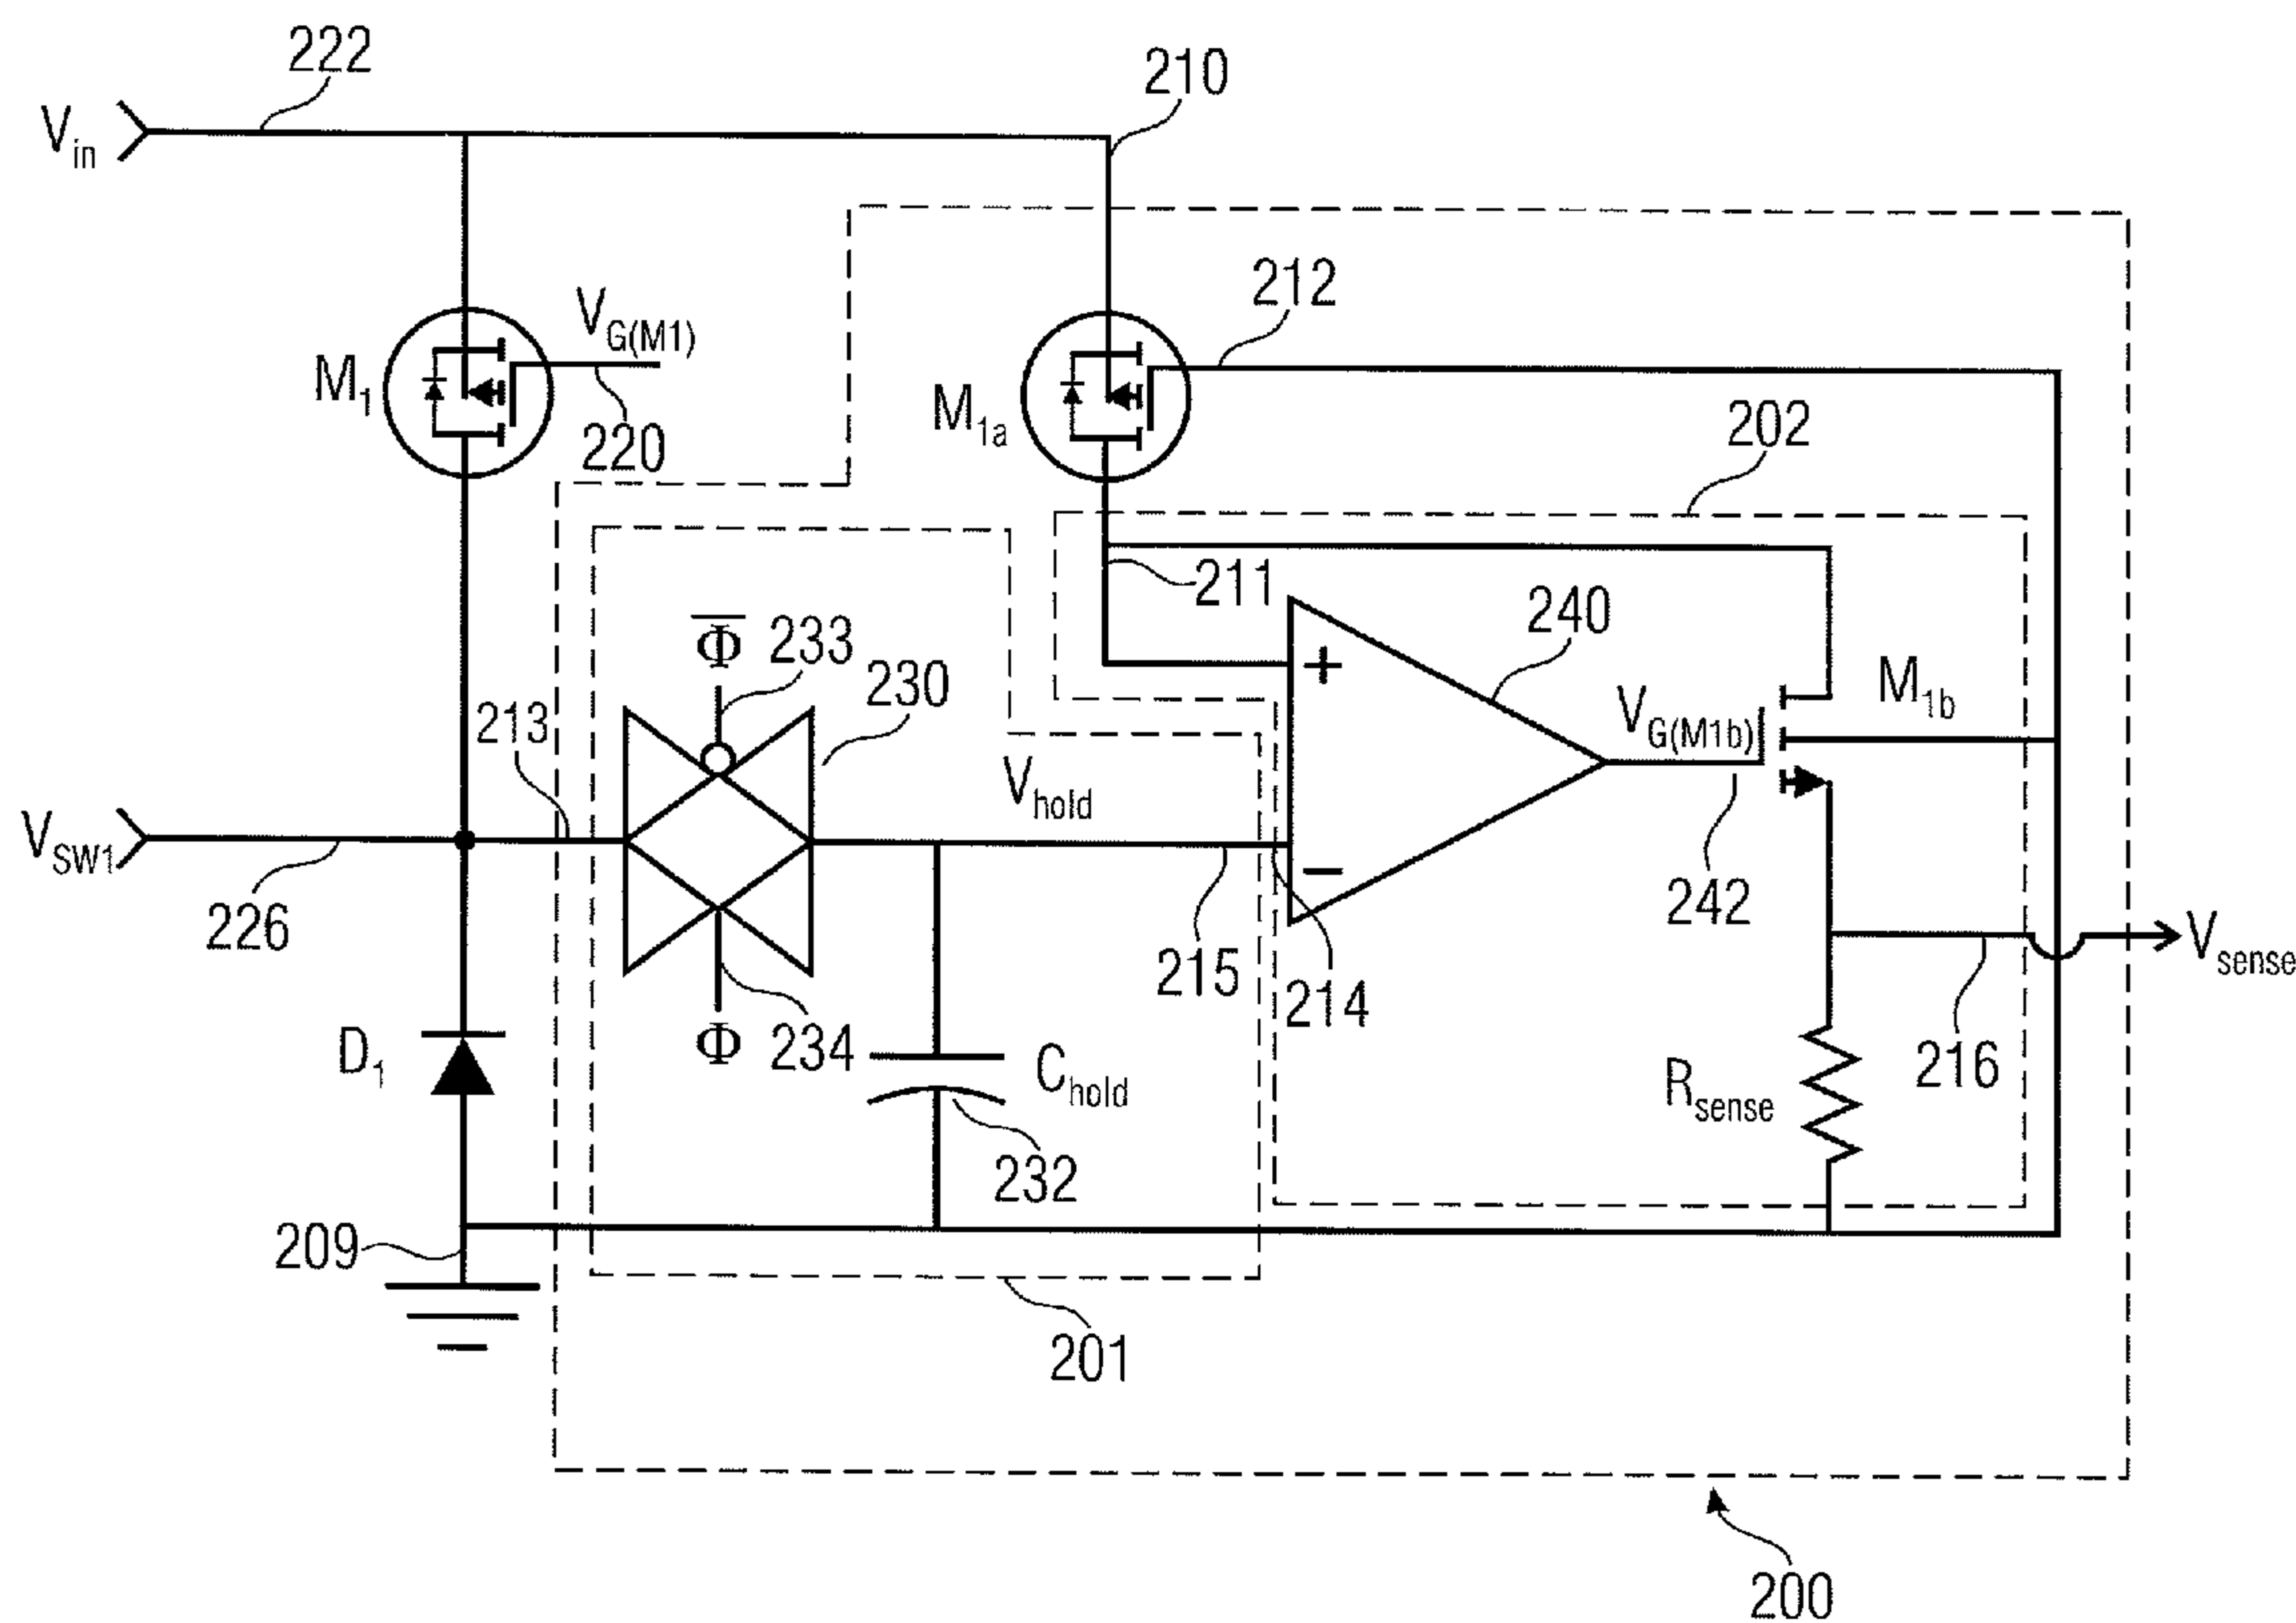 222
210
Vin
212
VG(M1)
M1
M1a
202
220
211
240
Φ̅
233
230
M1b
213
VG(M1b)
Vhold
VSW1
242
226
215
Vsense
214
Φ
234
D1
Chold
216
Rsense
232
209
201
200
+
−